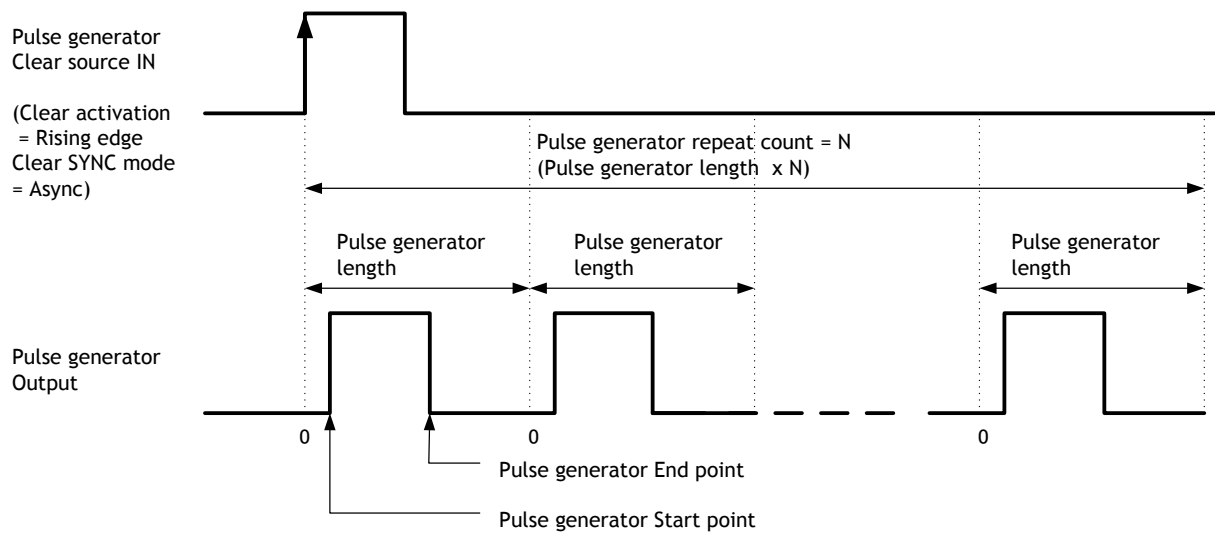 Pulse generator
Clear source IN
(Clear activation
= Rising edge
Clear SYNC mode
= Async)
Pulse generator repeat count = N
(Pulse generator length x N)
Pulse generator
length
Pulse generator
length
Pulse generator
length
Pulse generator
Output
0
0
0
Pulse generator End point
Pulse generator Start point